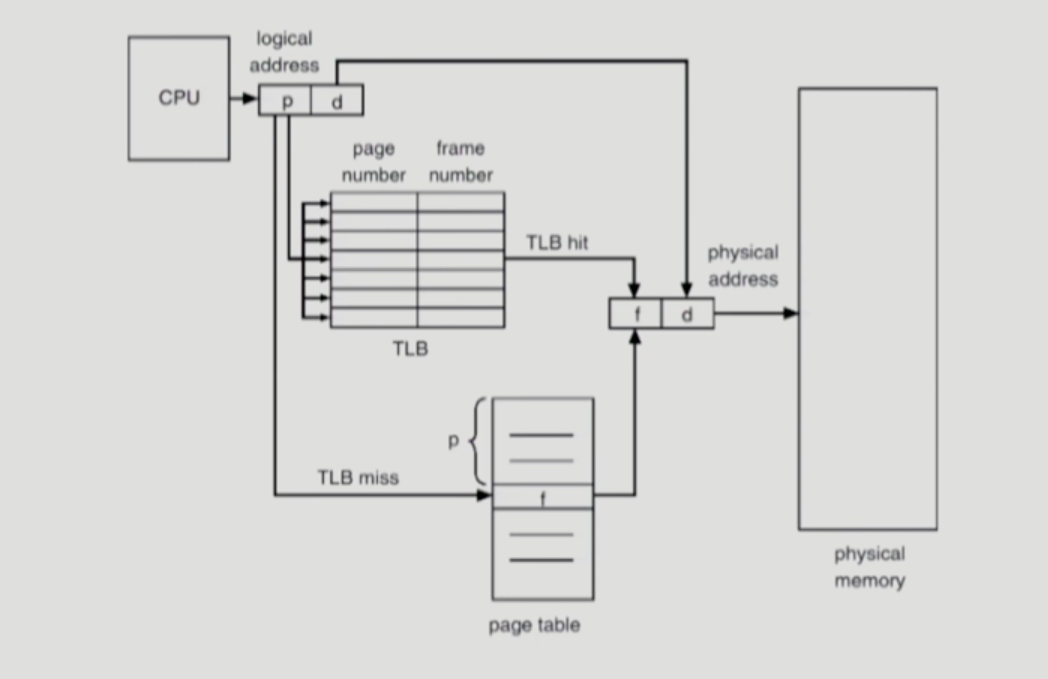 logical
address
CPU
p
d
page
number
frame
number
TLB hit
physical
address
f
d
TLB
p
TLB miss
f
page table
physical
memory